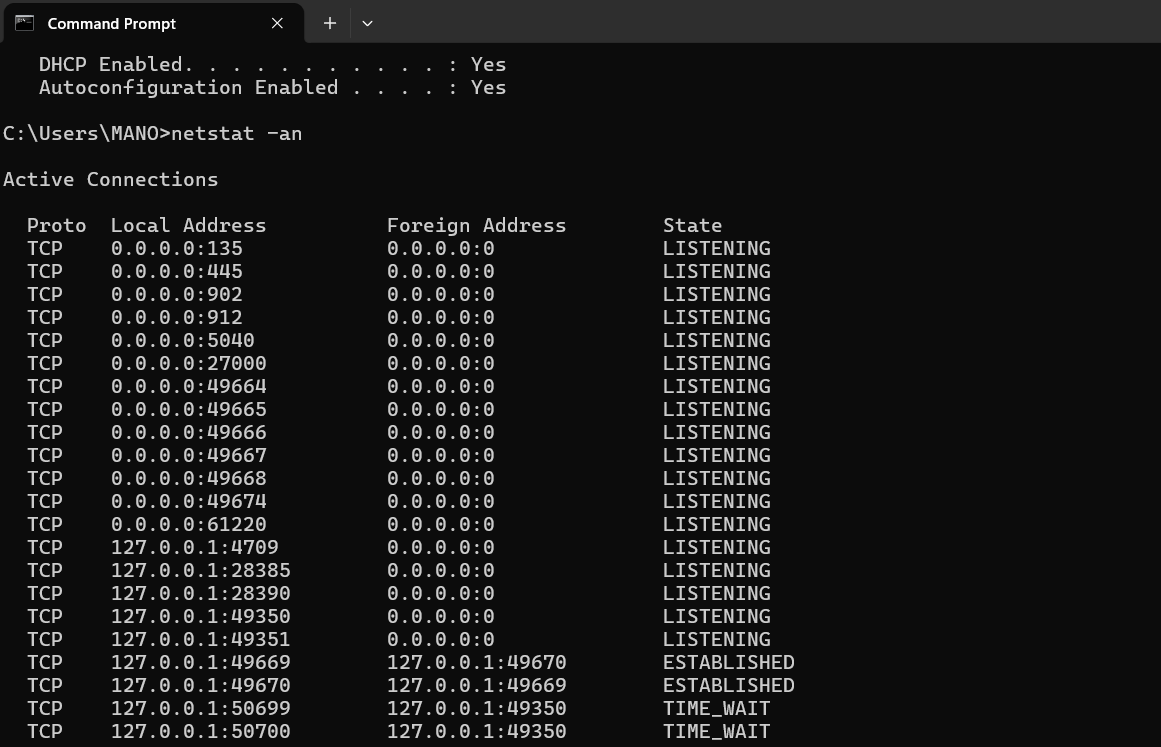 Command Prompt
DHCP Enabled. . . . . . . . . . . : Yes
Autoconfiguration Enabled . . . . : Yes
C:\Users\MANO>netstat -an
Active Connections
Proto  Local Address          Foreign Address        State
TCP    0.0.0.0:135            0.0.0.0:0              LISTENING
TCP    0.0.0.0:445            0.0.0.0:0              LISTENING
TCP    0.0.0.0:902            0.0.0.0:0              LISTENING
TCP    0.0.0.0:912            0.0.0.0:0              LISTENING
TCP    0.0.0.0:5040           0.0.0.0:0              LISTENING
TCP    0.0.0.0:27000          0.0.0.0:0              LISTENING
TCP    0.0.0.0:49664          0.0.0.0:0              LISTENING
TCP    0.0.0.0:49665          0.0.0.0:0              LISTENING
TCP    0.0.0.0:49666          0.0.0.0:0              LISTENING
TCP    0.0.0.0:49667          0.0.0.0:0              LISTENING
TCP    0.0.0.0:49668          0.0.0.0:0              LISTENING
TCP    0.0.0.0:49674          0.0.0.0:0              LISTENING
TCP    0.0.0.0:61220          0.0.0.0:0              LISTENING
TCP    127.0.0.1:4709         0.0.0.0:0              LISTENING
TCP    127.0.0.1:28385        0.0.0.0:0              LISTENING
TCP    127.0.0.1:28390        0.0.0.0:0              LISTENING
TCP    127.0.0.1:49350        0.0.0.0:0              LISTENING
TCP    127.0.0.1:49351        0.0.0.0:0              LISTENING
TCP    127.0.0.1:49669        127.0.0.1:49670        ESTABLISHED
TCP    127.0.0.1:49670        127.0.0.1:49669        ESTABLISHED
TCP    127.0.0.1:50699        127.0.0.1:49350        TIME_WAIT
TCP    127.0.0.1:50700        127.0.0.1:49350        TIME_WAIT